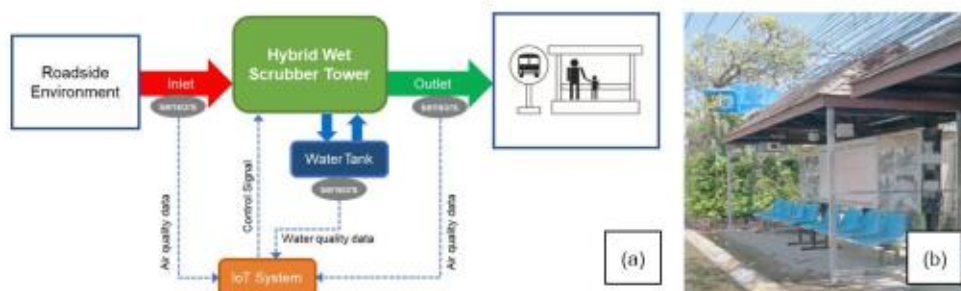 Roadside
Environment
Inlet
sensors
Hybrid Wet
Scrubber Tower
Outlet
sensors
Water Tank
sensors
Air quality data
Control Signal
Water quality data
Air quality data
IoT System
(a)
(b)